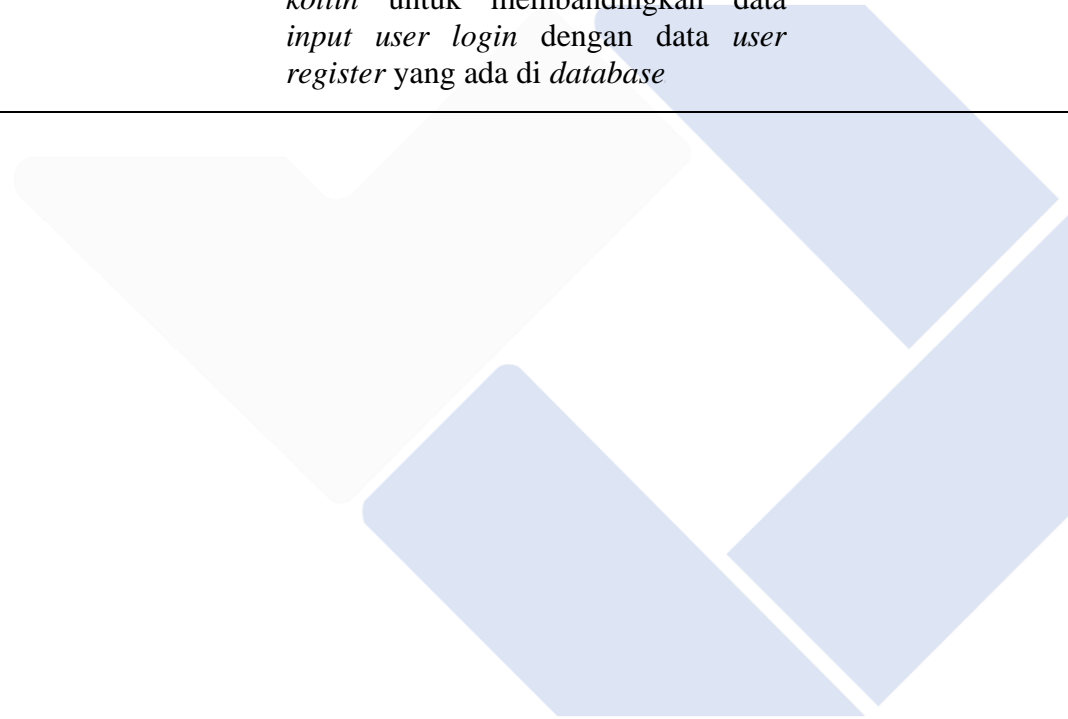 kotlin untuk membandingkan data
input user login dengan data user
register yang ada di database